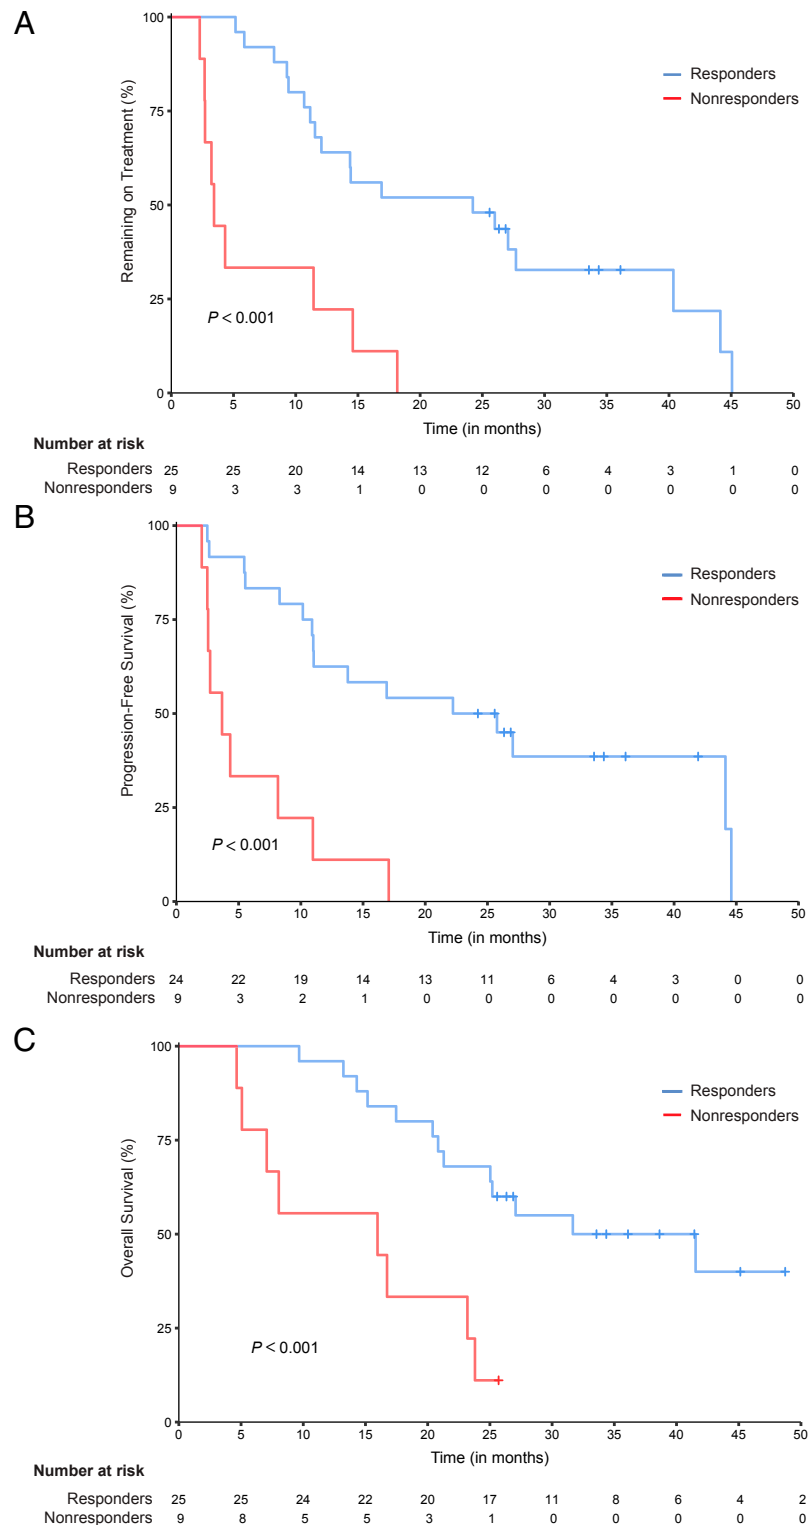 A
100
75
50
25
0
Remaining on Treatment (%)
Responders
Nonresponders
P < 0.001
0 5 10 15 20 25 30 35 40 45 50
Time (in months)
Number at risk
Responders 25 25 20 14 13 12 6 4 3 1 0
Nonresponders 9 3 3 1 0 0 0 0 0 0 0
B
100
75
50
25
0
Progression-Free Survival (%)
Responders
Nonresponders
P < 0.001
0 5 10 15 20 25 30 35 40 45 50
Time (in months)
Number at risk
Responders 24 22 19 14 13 11 6 4 3 0 0
Nonresponders 9 3 2 1 0 0 0 0 0 0 0
C
100
75
50
25
0
Overall Survival (%)
Responders
Nonresponders
P < 0.001
0 5 10 15 20 25 30 35 40 45 50
Time (in months)
Number at risk
Responders 25 25 24 22 20 17 11 8 6 4 2
Nonresponders 9 8 5 5 3 1 0 0 0 0 0